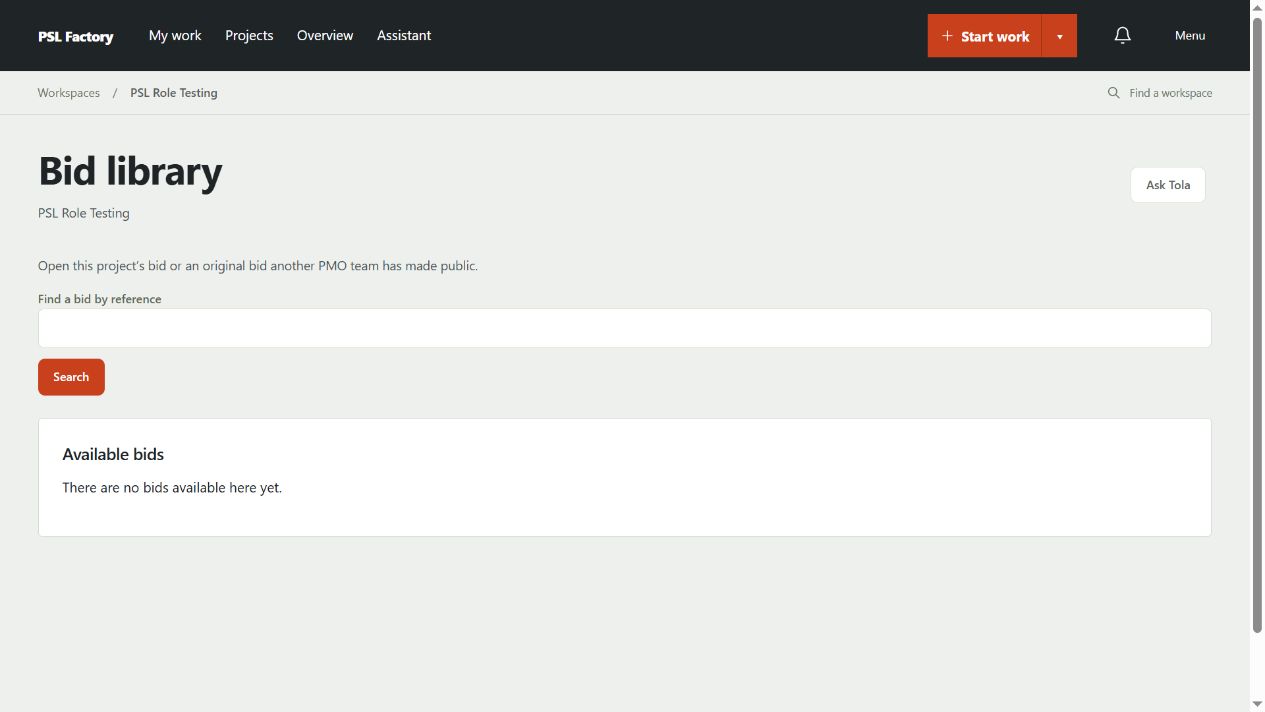 PSL Factory
My work
Projects
Overview
Assistant
+ Start work
Menu
Workspaces / PSL Role Testing
Find a workspace
Bid library
Ask Tola
PSL Role Testing
Open this project's bid or an original bid another PMO team has made public.
Find a bid by reference
Search
Available bids
There are no bids available here yet.